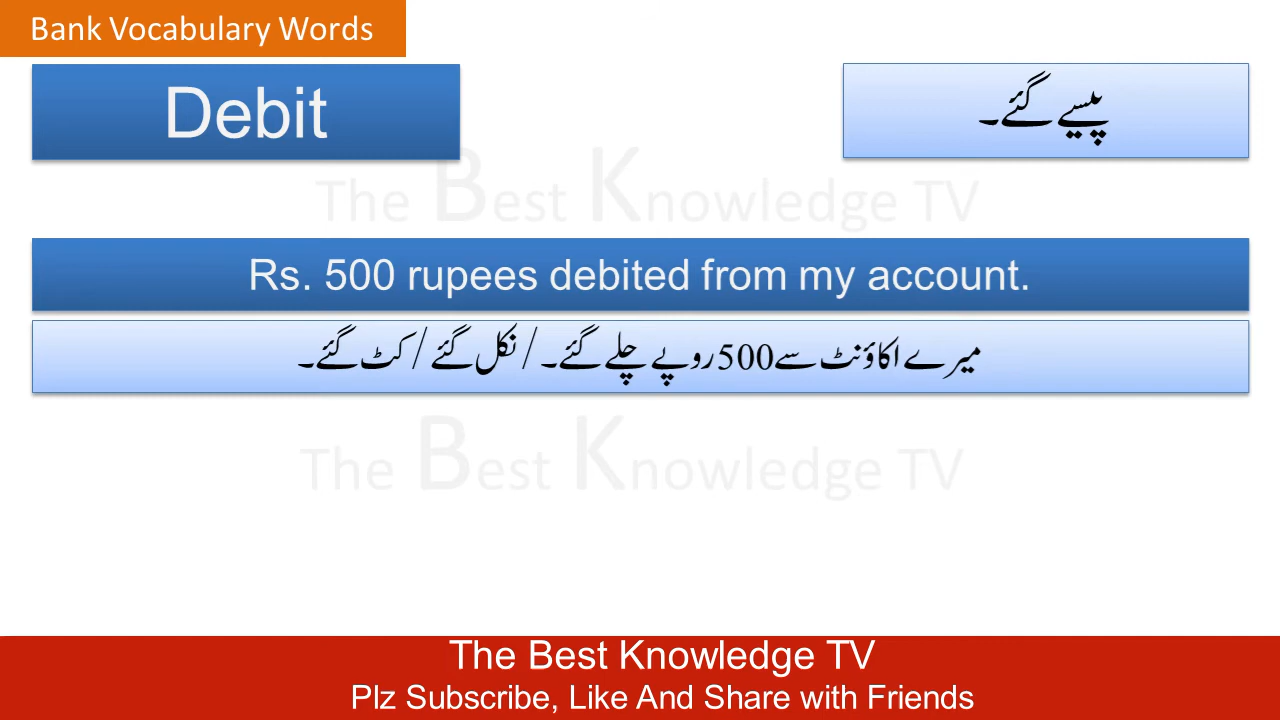 Bank Vocabulary Words
Debit
پیسے گئے۔
The Best Knowledge TV
Rs. 500 rupees debited from my account.
میرے اکاؤنٹ سے 500 روپے چلے گئے۔ / نکل گئے / کٹ گئے۔
The Best Knowledge TV
The Best Knowledge TV
Plz Subscribe, Like And Share with Friends